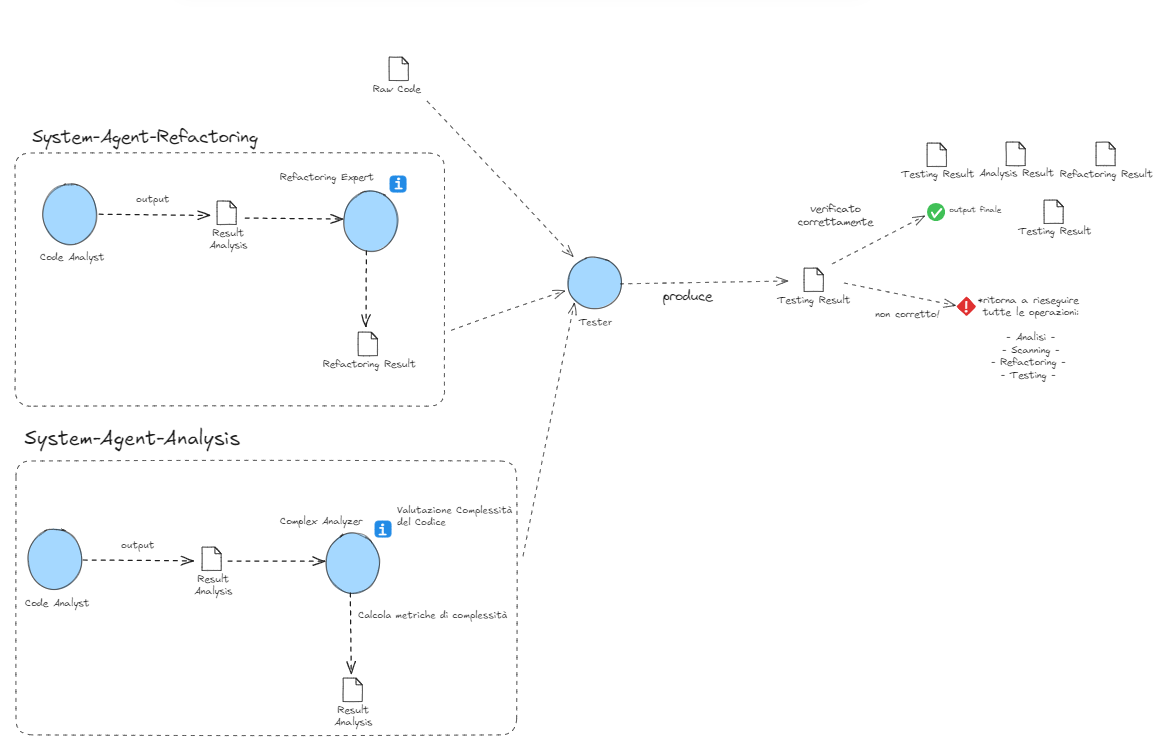 Raw Code
System-Agent-Refactoring
Refactoring Expert
i
output
Result
Analysis
Code Analyst
Refactoring Result
System-Agent-Analysis
Complex Analyzer
i
Valutazione Complessità
del Codice
output
Result
Analysis
Code Analyst
Calcola metriche di complessità
Result
Analysis
Tester
produce
Testing Result
verificato
correttamente
non corretto!
Testing Result
Analysis Result
Refactoring Result
output finale
Testing Result
!
*ritorna a rieseguire
tutte le operazioni:
- Analisi -
- Scanning -
- Refactoring -
- Testing -